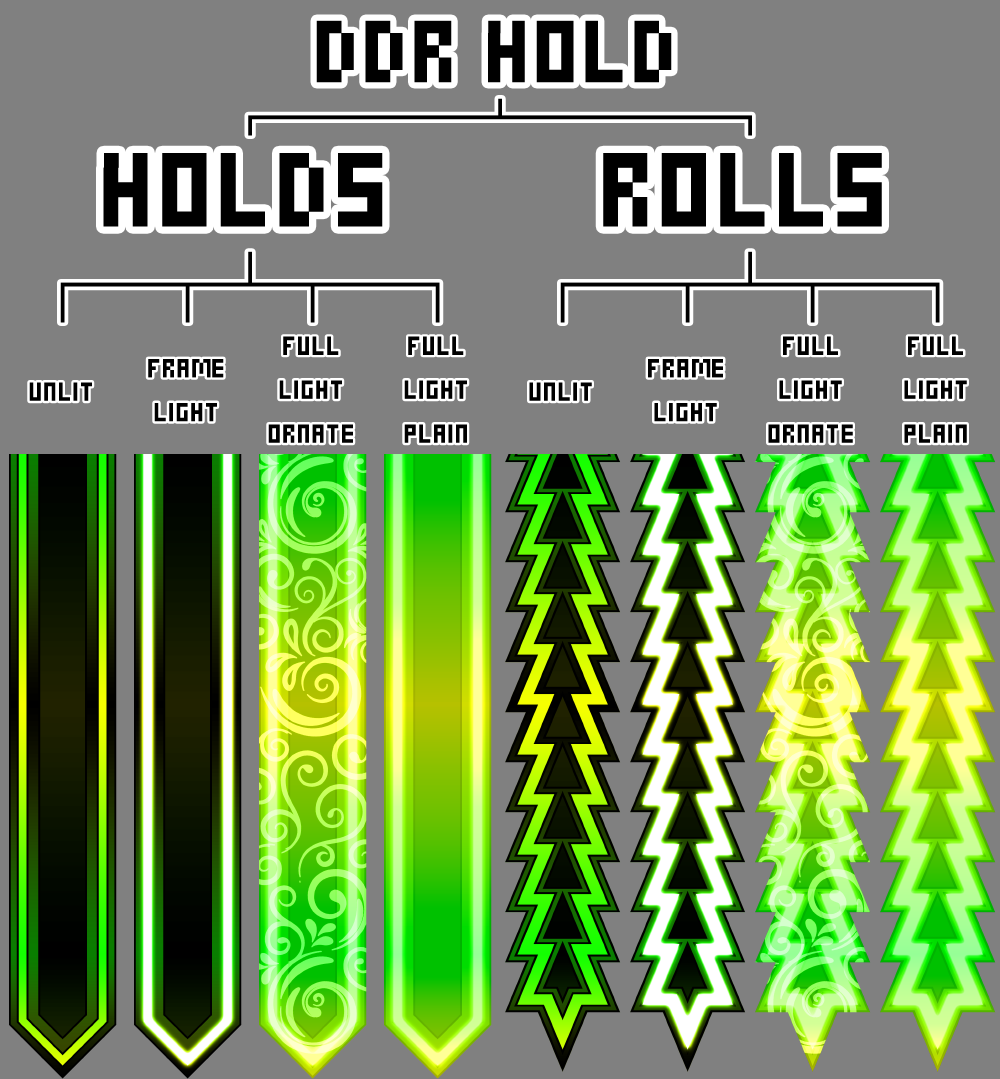 DDR HOLD
HOLDS
ROLLS
UNLIT
FRAME
LIGHT
FULL
LIGHT
ORNATE
FULL
LIGHT
PLAIN
UNLIT
FRAME
LIGHT
FULL
LIGHT
ORNATE
FULL
LIGHT
PLAIN